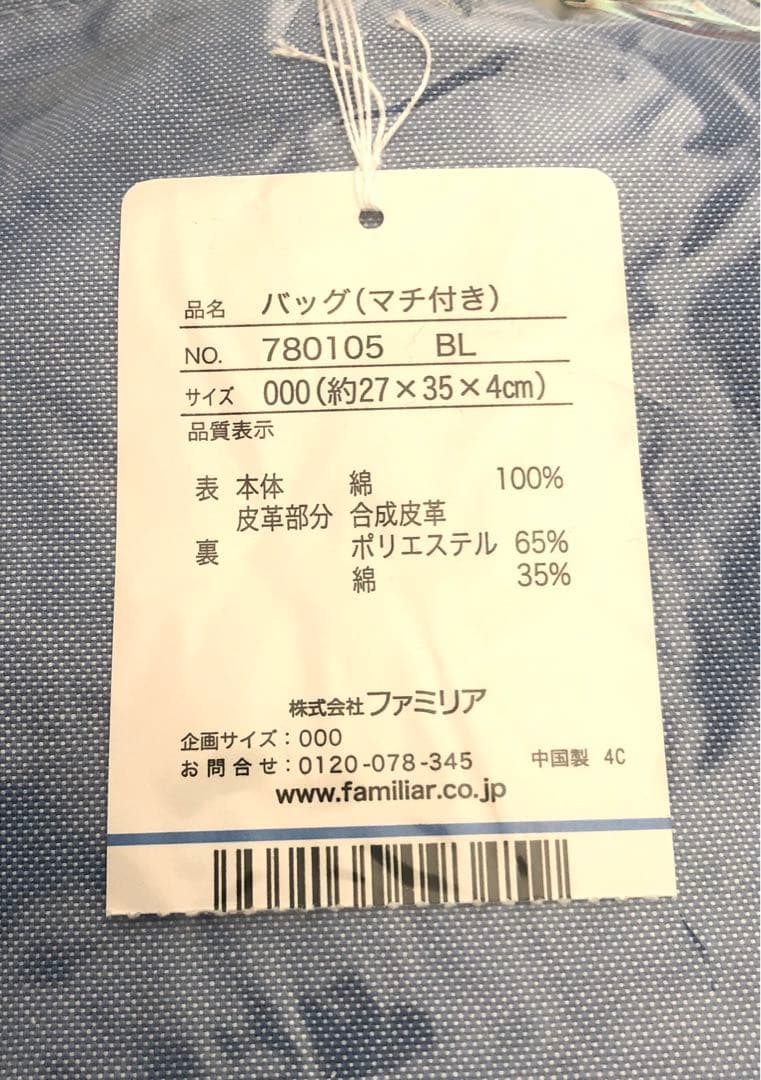 品名 バッグ(マチ付き)
NO. 780105 BL
サイズ 000(約27×35×4cm)
品質表示
表 本体 綿 100%
皮革部分 合成皮革
裏 ポリエステル 65%
綿 35%
株式会社ファミリア
企画サイズ:000
お問合せ:0120-078-345 中国製 4C
www.familiar.co.jp